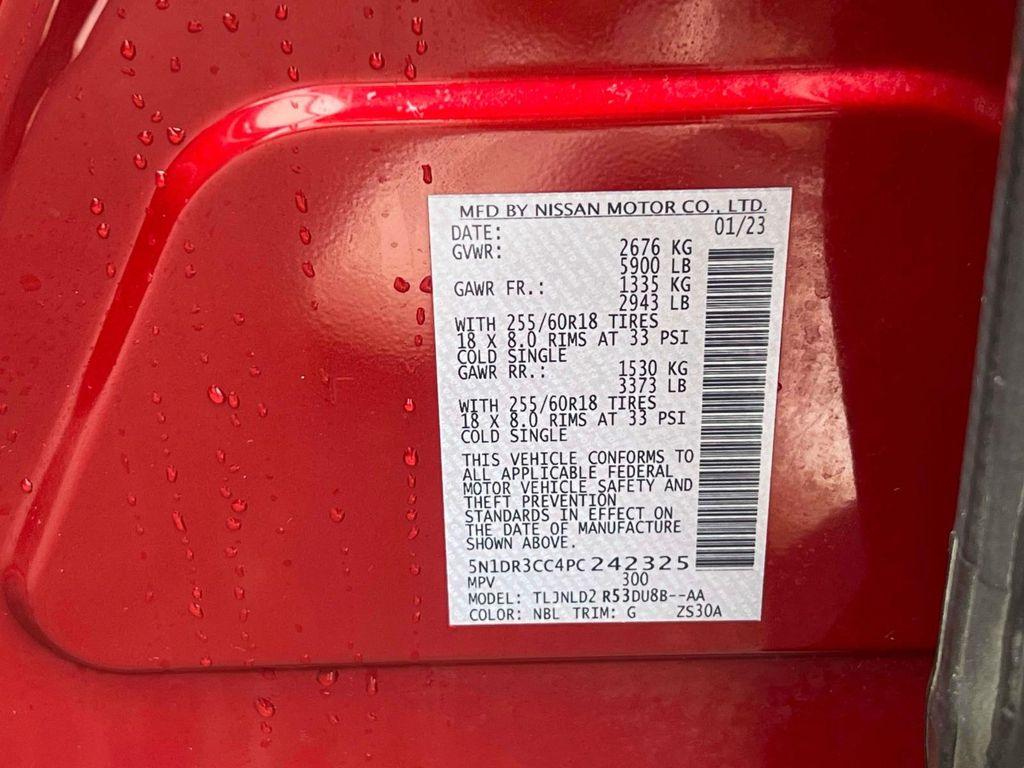 MFD BY NISSAN MOTOR CO., LTD.
DATE: 01/23
GVWR: 2676 KG
5900 LB
GAWR FR.: 1335 KG
2943 LB
WITH 255/60R18 TIRES
18 X 8.0 RIMS AT 33 PSI
COLD SINGLE
GAWR RR.: 1530 KG
3373 LB
WITH 255/60R18 TIRES
18 X 8.0 RIMS AT 33 PSI
COLD SINGLE
THIS VEHICLE CONFORMS TO
ALL APPLICABLE FEDERAL
MOTOR VEHICLE SAFETY AND
THEFT PREVENTION
STANDARDS IN EFFECT ON
THE DATE OF MANUFACTURE
SHOWN ABOVE.
5N1DR3CC4PC242325
MPV 300
MODEL: TLJNLD2 R53DU8B--AA
COLOR: NBL TRIM: G ZS30A